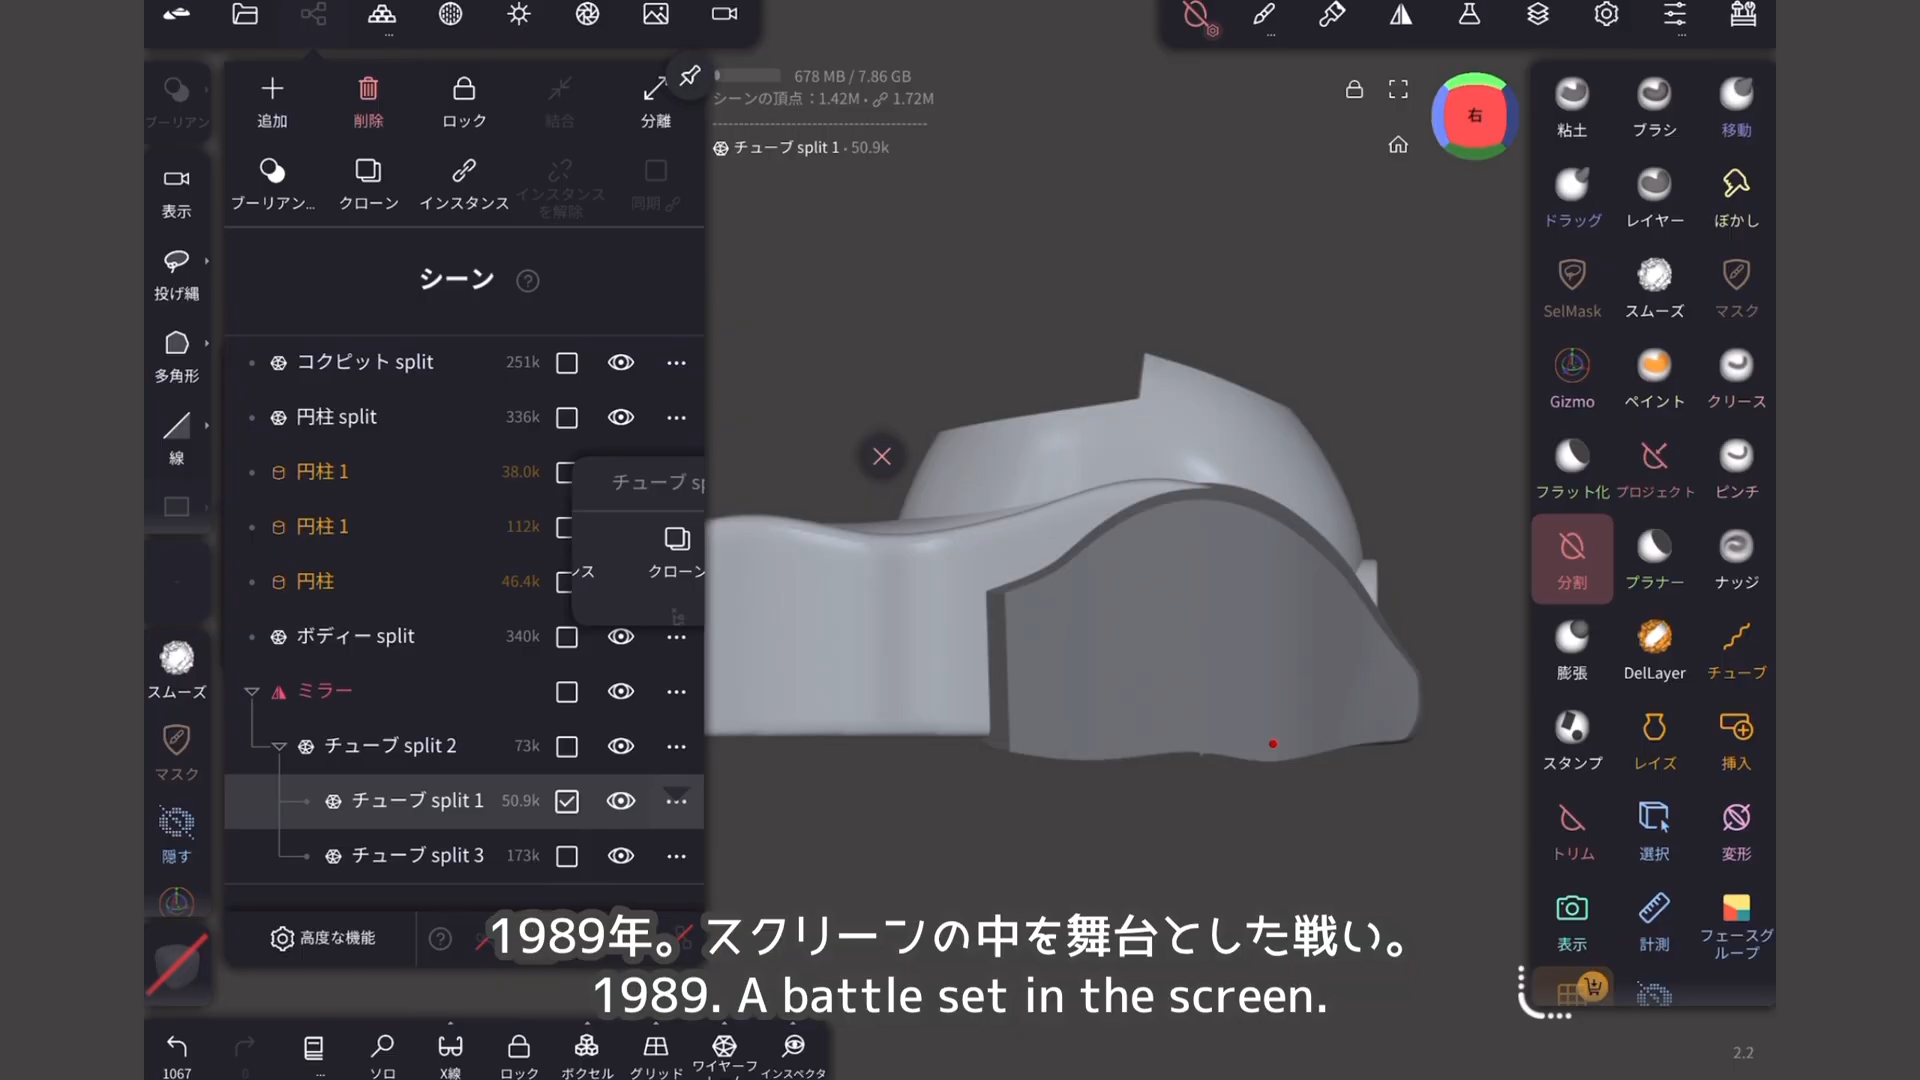 678 MB / 7.86 GB
シーンの頂点：1.42M • 1.72M
チューブ split 1 • 50.9k
右
追加
削除
ロック
結合
分離
ブーリアン...
クローン
インスタンス
インスタンス
を解除
同期
シーン ?
コクピット split 251k ...
円柱 split 336k ...
円柱 1 38.0k
円柱 1 112k
円柱 46.4k
ボディー split 340k ...
ミラー ...
チューブ split 2 73k ...
チューブ split 1 50.9k ...
チューブ split 3 173k ...
チューブ sp
ンス
クローン
高度な機能 ?
ブーリアン
表示
投げ縄
多角形
線
スムーズ
マスク
隠す
粘土
ブラシ
移動
ドラッグ
レイヤー
ぼかし
SelMask
スムーズ
マスク
Gizmo
ペイント
クリース
フラット化
プロジェクト
ピンチ
分割
プラナー
ナッジ
膨張
DelLayer
チューブ
スタンプ
レイズ
挿入
トリム
選択
変形
表示
計測
フェースグ
ループ
1989年。スクリーンの中を舞台とした戦い。
1989. A battle set in the screen.
1067
0
...
ソロ
X線
ロック
ボクセル
グリッド
ワイヤーフ
インスペクタ
2.2